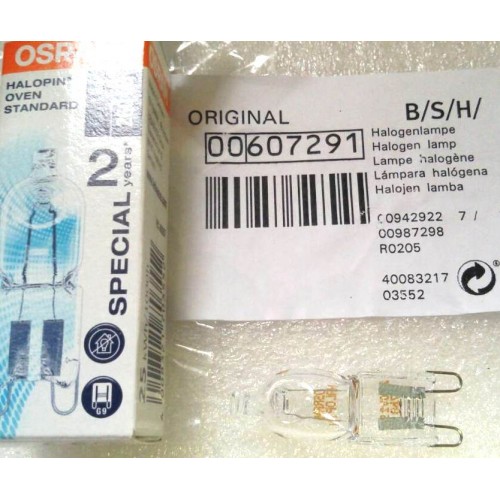 OSR
HALOPIN®
OVEN
STANDARD
SPECIAL
2
years*
G9
ORIGINAL
B/S/H/
00607291
Halogenlampe
Halogen lamp
Lampe halogène
Lámpara halógena
Halojen lamba
00942922 7/
00987298
R0205
40083217
03552